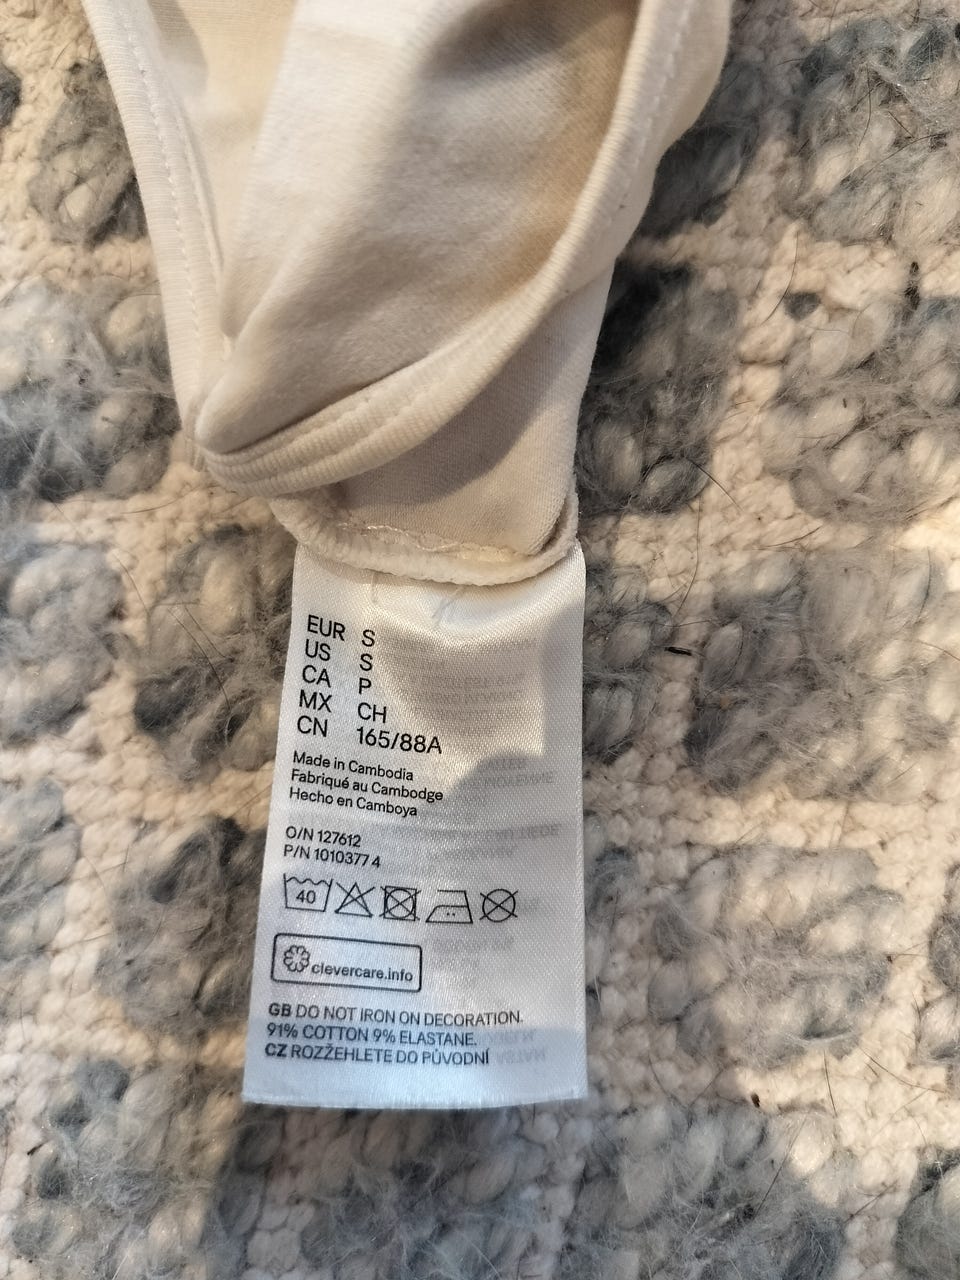 EUR S
US S
CA P
MX CH
CN 165/88A
Made in Cambodia
Fabriqué au Cambodge
Hecho en Camboya
O/N 127612
P/N 1010377 4
40
clevercare.info
GB DO NOT IRON ON DECORATION.
91% COTTON 9% ELASTANE.
CZ ROZŽEHLETE DO PŮVODNÍ